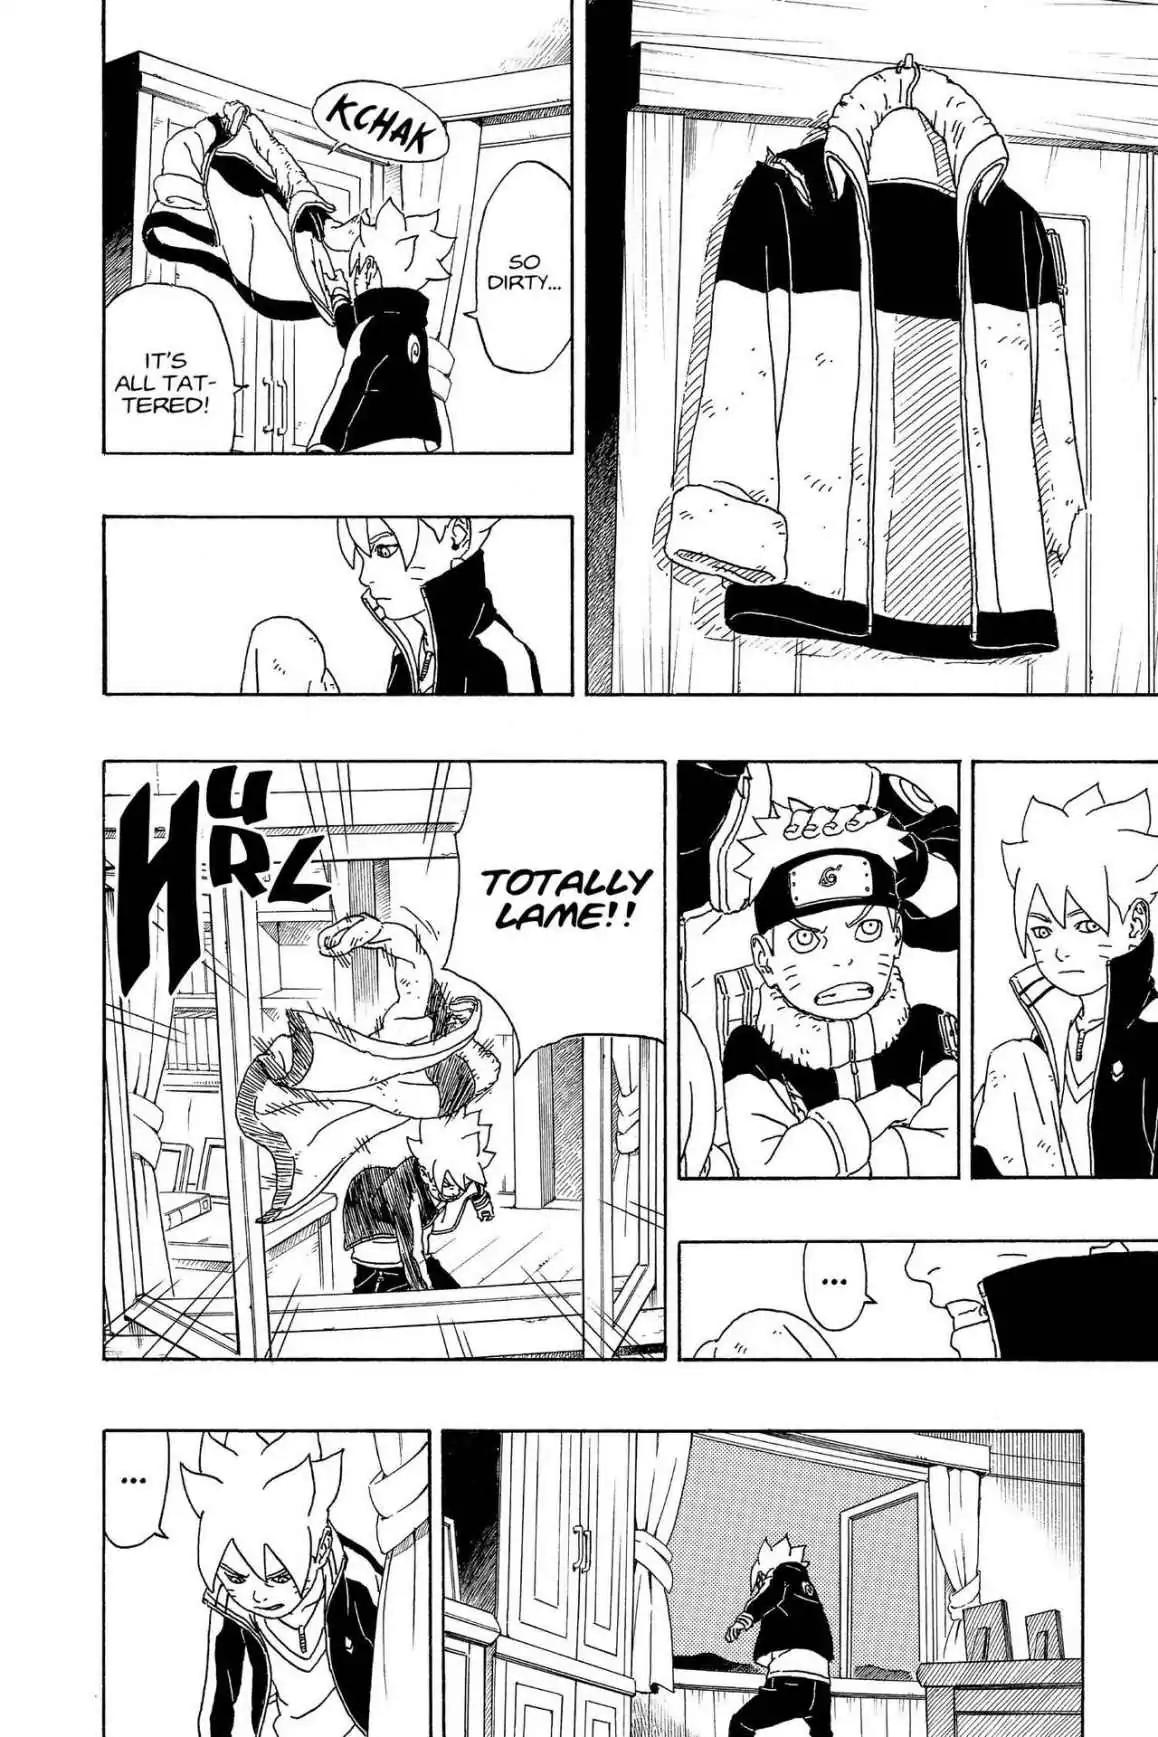 KCHAK
SO
DIRTY...
IT'S
ALL TAT-
TERED!
...
TOTALLY
LAME!!
HURL
...